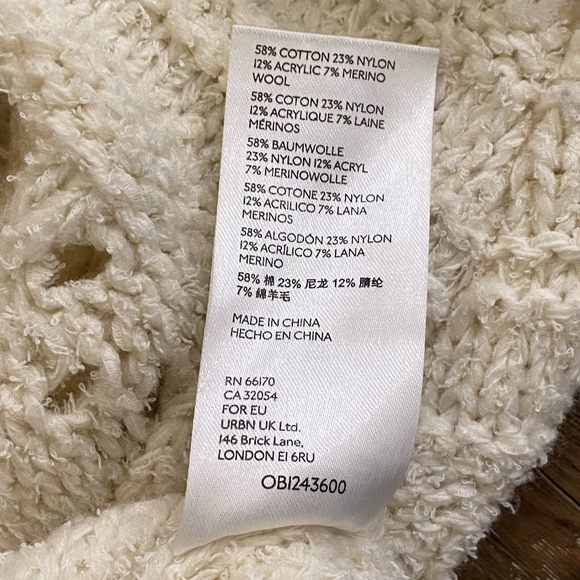 58% COTTON 23% NYLON
12% ACRYLIC 7% MERINO
WOOL
58% COTON 23% NYLON
12% ACRYLIQUE 7% LAINE
MÉRINOS
58% BAUMWOLLE
23% NYLON 12% ACRYL
7% MERINOWOLLE
58% COTONE 23% NYLON
12% ACRILICO 7% LANA
MERINOS
58% ALGODÓN 23% NYLON
12% ACRÍLICO 7% LANA
MERINO
58% 棉 23% 尼龙 12% 腈纶
7% 綿羊毛
MADE IN CHINA
HECHO EN CHINA
RN 66170
CA 32054
FOR EU
URBN UK Ltd.
146 Brick Lane,
LONDON E1 6RU
OB1243600